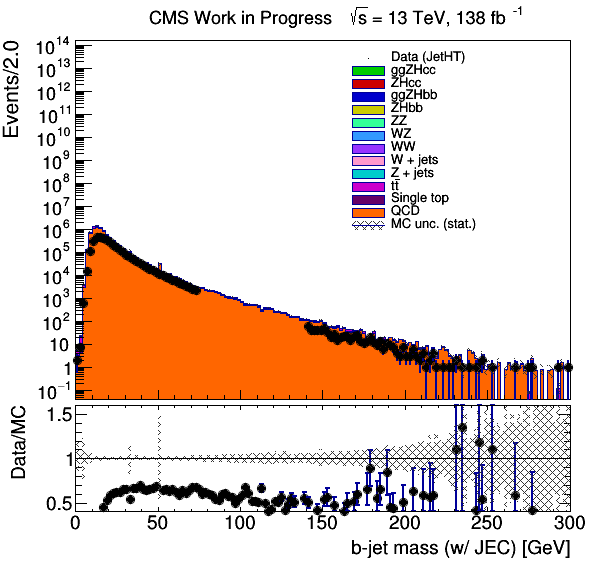 CMS Work in Progress √s = 13 TeV, 138 fb⁻¹
Events/2.0
10¹⁴
10¹³
10¹²
10¹¹
10¹⁰
10⁹
10⁸
10⁷
10⁶
10⁵
10⁴
10³
10²
10
1
10⁻¹
Data (JetHT)
ggZHcc
ZHcc
ggZHbb
ZHbb
ZZ
WZ
WW
W + jets
Z + jets
tt̄
Single top
QCD
MC unc. (stat.)
Data/MC
1.5
1
0.5
0 50 100 150 200 250 300
b-jet mass (w/ JEC) [GeV]